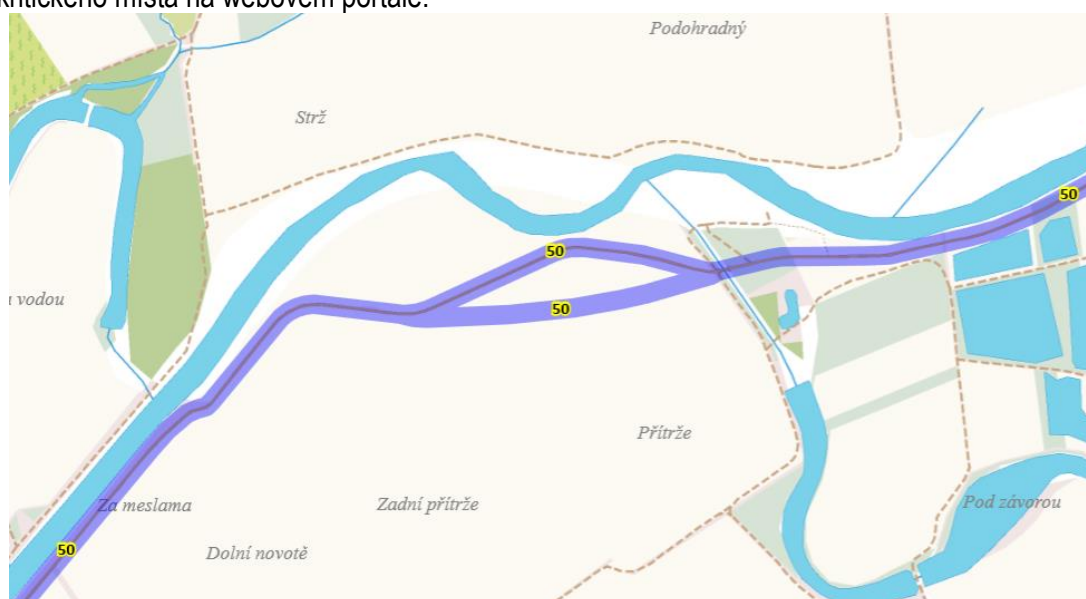 kritického místa na webovém portále.
Podohradný
Strž
50
50
vodou
50
Přítrže
Za meslama
Zadní přítrže
Pod závorou
50
Dolní novotě